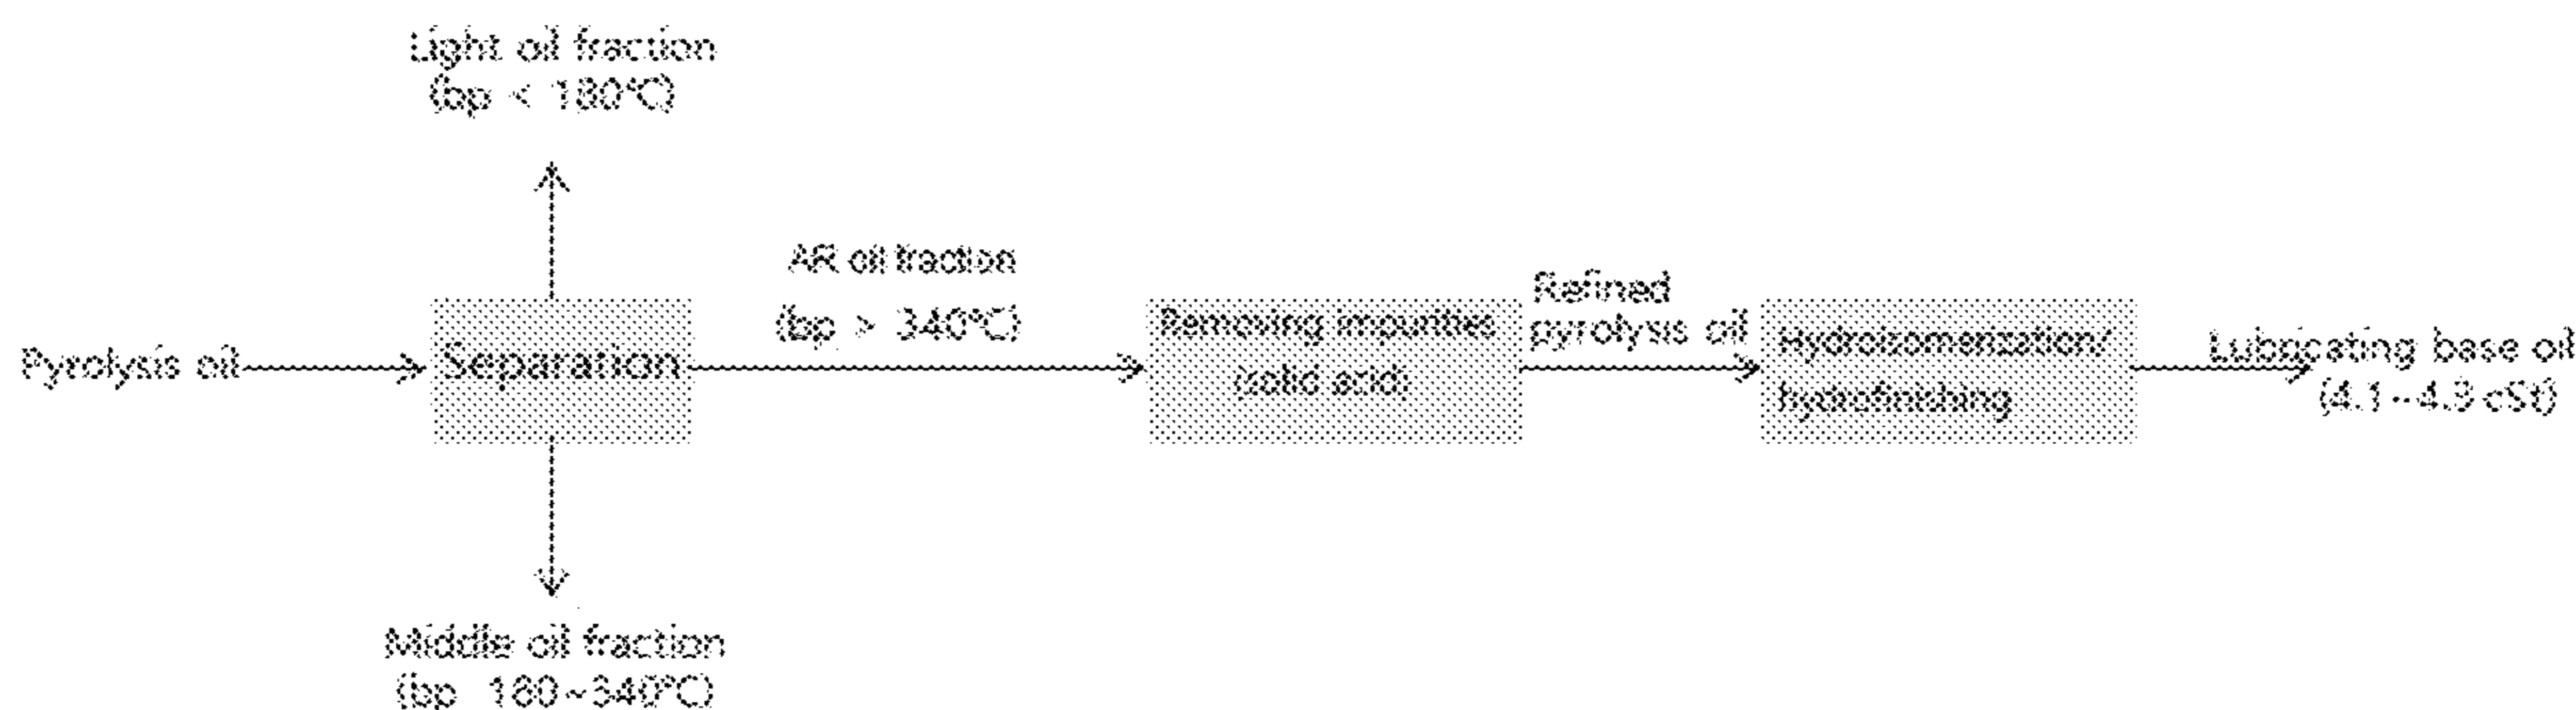 Light oil fraction
(bp < 180°C)
AR oil fraction
(bp > 340°C)
Pyrolysis oil
Separation
Removing impurities
(solid acid)
Refined
pyrolysis oil
Hydroizomerization/
hydrofinishing
Lubricating base oil
(4.1~4.3 cSt)
Middle oil fraction
(bp 180~340°C)